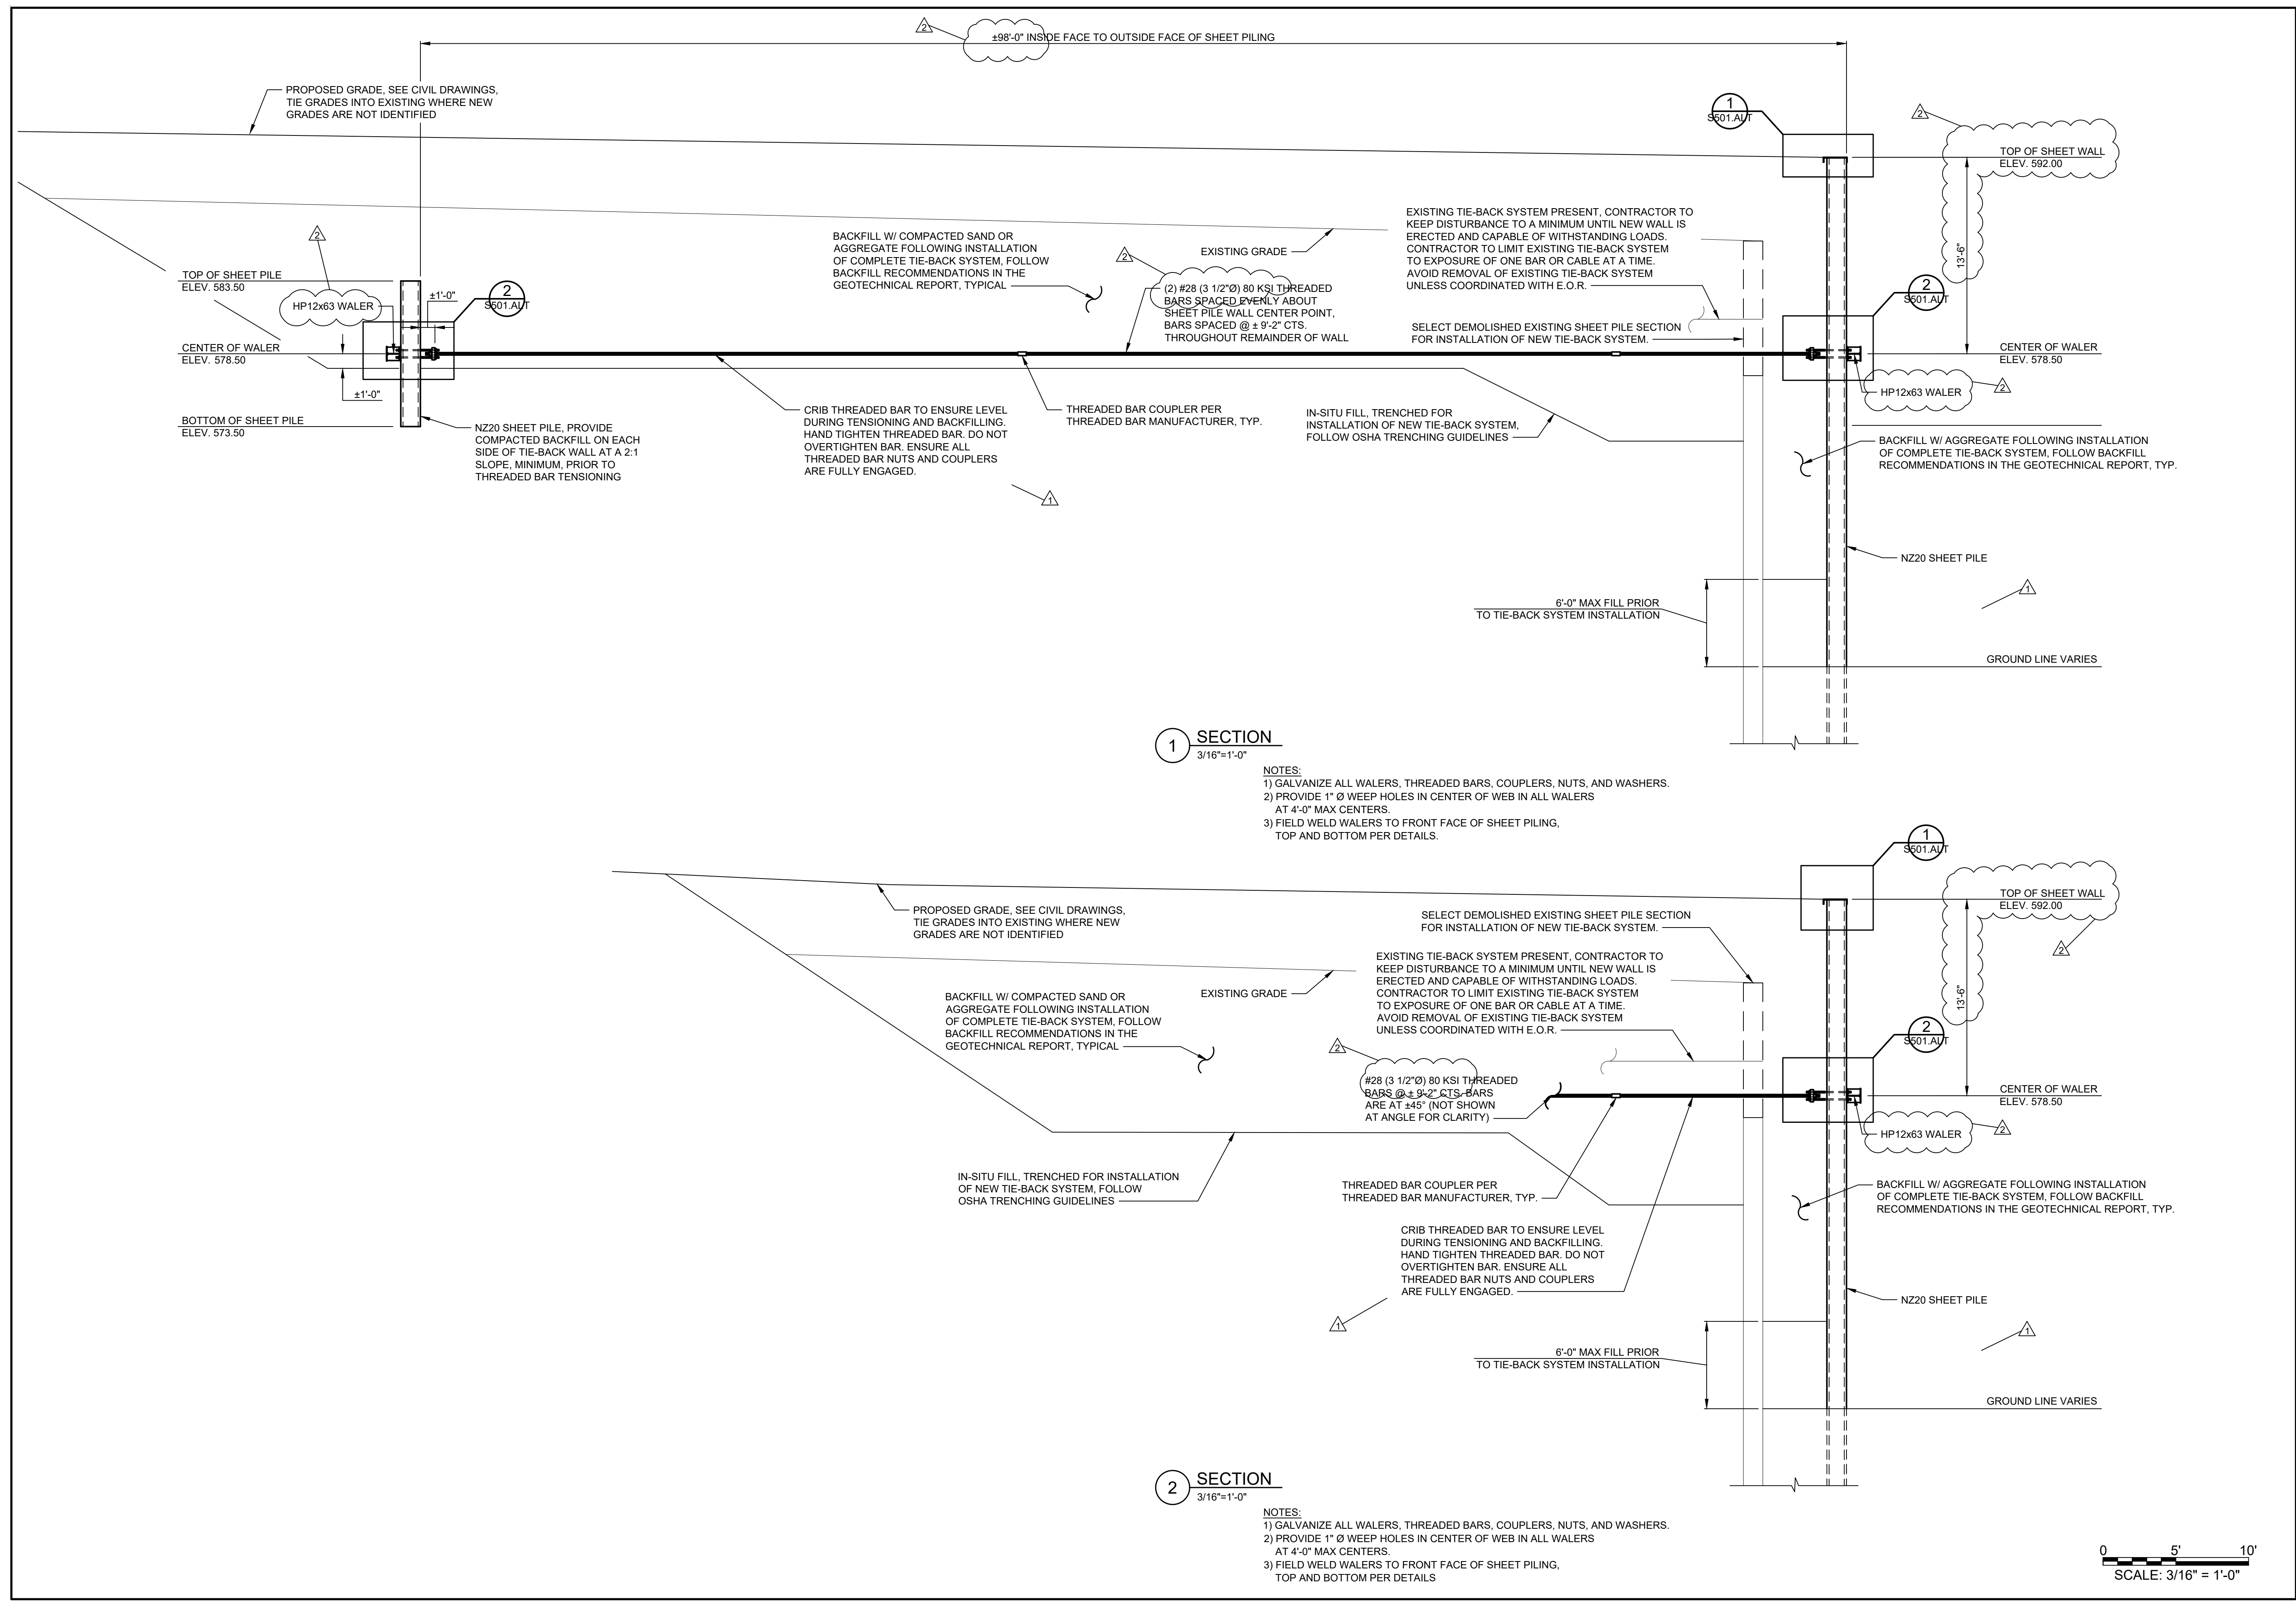 2
±98'-0" INSIDE FACE TO OUTSIDE FACE OF SHEET PILING
PROPOSED GRADE, SEE CIVIL DRAWINGS,
TIE GRADES INTO EXISTING WHERE NEW
GRADES ARE NOT IDENTIFIED
1
S501.ALT
2
TOP OF SHEET WALL
ELEV. 592.00
13'-6"
2
TOP OF SHEET PILE
ELEV. 583.50
HP12x63 WALER
±1'-0"
2
S501.ALT
CENTER OF WALER
ELEV. 578.50
±1'-0"
BOTTOM OF SHEET PILE
ELEV. 573.50
NZ20 SHEET PILE, PROVIDE
COMPACTED BACKFILL ON EACH
SIDE OF TIE-BACK WALL AT A 2:1
SLOPE, MINIMUM, PRIOR TO
THREADED BAR TENSIONING
BACKFILL W/ COMPACTED SAND OR
AGGREGATE FOLLOWING INSTALLATION
OF COMPLETE TIE-BACK SYSTEM, FOLLOW
BACKFILL RECOMMENDATIONS IN THE
GEOTECHNICAL REPORT, TYPICAL
2
EXISTING GRADE
(2) #28 (3 1/2"Ø) 80 KSI THREADED
BARS SPACED EVENLY ABOUT
SHEET PILE WALL CENTER POINT,
BARS SPACED @ ± 9'-2" CTS.
THROUGHOUT REMAINDER OF WALL
EXISTING TIE-BACK SYSTEM PRESENT, CONTRACTOR TO
KEEP DISTURBANCE TO A MINIMUM UNTIL NEW WALL IS
ERECTED AND CAPABLE OF WITHSTANDING LOADS.
CONTRACTOR TO LIMIT EXISTING TIE-BACK SYSTEM
TO EXPOSURE OF ONE BAR OR CABLE AT A TIME.
AVOID REMOVAL OF EXISTING TIE-BACK SYSTEM
UNLESS COORDINATED WITH E.O.R.
SELECT DEMOLISHED EXISTING SHEET PILE SECTION
FOR INSTALLATION OF NEW TIE-BACK SYSTEM.
2
S501.ALT
CENTER OF WALER
ELEV. 578.50
HP12x63 WALER
2
CRIB THREADED BAR TO ENSURE LEVEL
DURING TENSIONING AND BACKFILLING.
HAND TIGHTEN THREADED BAR. DO NOT
OVERTIGHTEN BAR. ENSURE ALL
THREADED BAR NUTS AND COUPLERS
ARE FULLY ENGAGED.
1
THREADED BAR COUPLER PER
THREADED BAR MANUFACTURER, TYP.
IN-SITU FILL, TRENCHED FOR
INSTALLATION OF NEW TIE-BACK SYSTEM,
FOLLOW OSHA TRENCHING GUIDELINES
BACKFILL W/ AGGREGATE FOLLOWING INSTALLATION
OF COMPLETE TIE-BACK SYSTEM, FOLLOW BACKFILL
RECOMMENDATIONS IN THE GEOTECHNICAL REPORT, TYP.
NZ20 SHEET PILE
1
6'-0" MAX FILL PRIOR
TO TIE-BACK SYSTEM INSTALLATION
GROUND LINE VARIES
1 SECTION
3/16"=1'-0"
NOTES:
1) GALVANIZE ALL WALERS, THREADED BARS, COUPLERS, NUTS, AND WASHERS.
2) PROVIDE 1" Ø WEEP HOLES IN CENTER OF WEB IN ALL WALERS
AT 4'-0" MAX CENTERS.
3) FIELD WELD WALERS TO FRONT FACE OF SHEET PILING,
TOP AND BOTTOM PER DETAILS.
1
S501.ALT
TOP OF SHEET WALL
ELEV. 592.00
2
13'-6"
PROPOSED GRADE, SEE CIVIL DRAWINGS,
TIE GRADES INTO EXISTING WHERE NEW
GRADES ARE NOT IDENTIFIED
SELECT DEMOLISHED EXISTING SHEET PILE SECTION
FOR INSTALLATION OF NEW TIE-BACK SYSTEM.
EXISTING TIE-BACK SYSTEM PRESENT, CONTRACTOR TO
KEEP DISTURBANCE TO A MINIMUM UNTIL NEW WALL IS
ERECTED AND CAPABLE OF WITHSTANDING LOADS.
CONTRACTOR TO LIMIT EXISTING TIE-BACK SYSTEM
TO EXPOSURE OF ONE BAR OR CABLE AT A TIME.
AVOID REMOVAL OF EXISTING TIE-BACK SYSTEM
UNLESS COORDINATED WITH E.O.R.
BACKFILL W/ COMPACTED SAND OR
AGGREGATE FOLLOWING INSTALLATION
OF COMPLETE TIE-BACK SYSTEM, FOLLOW
BACKFILL RECOMMENDATIONS IN THE
GEOTECHNICAL REPORT, TYPICAL
EXISTING GRADE
2
#28 (3 1/2"Ø) 80 KSI THREADED
BARS @ ± 9'-2" CTS. BARS
ARE AT ±45° (NOT SHOWN
AT ANGLE FOR CLARITY)
2
S501.ALT
CENTER OF WALER
ELEV. 578.50
HP12x63 WALER
2
IN-SITU FILL, TRENCHED FOR INSTALLATION
OF NEW TIE-BACK SYSTEM, FOLLOW
OSHA TRENCHING GUIDELINES
THREADED BAR COUPLER PER
THREADED BAR MANUFACTURER, TYP.
CRIB THREADED BAR TO ENSURE LEVEL
DURING TENSIONING AND BACKFILLING.
HAND TIGHTEN THREADED BAR. DO NOT
OVERTIGHTEN BAR. ENSURE ALL
THREADED BAR NUTS AND COUPLERS
ARE FULLY ENGAGED.
1
BACKFILL W/ AGGREGATE FOLLOWING INSTALLATION
OF COMPLETE TIE-BACK SYSTEM, FOLLOW BACKFILL
RECOMMENDATIONS IN THE GEOTECHNICAL REPORT, TYP.
NZ20 SHEET PILE
1
6'-0" MAX FILL PRIOR
TO TIE-BACK SYSTEM INSTALLATION
GROUND LINE VARIES
2 SECTION
3/16"=1'-0"
NOTES:
1) GALVANIZE ALL WALERS, THREADED BARS, COUPLERS, NUTS, AND WASHERS.
2) PROVIDE 1" Ø WEEP HOLES IN CENTER OF WEB IN ALL WALERS
AT 4'-0" MAX CENTERS.
3) FIELD WELD WALERS TO FRONT FACE OF SHEET PILING,
TOP AND BOTTOM PER DETAILS
0 5' 10'
SCALE: 3/16" = 1'-0"